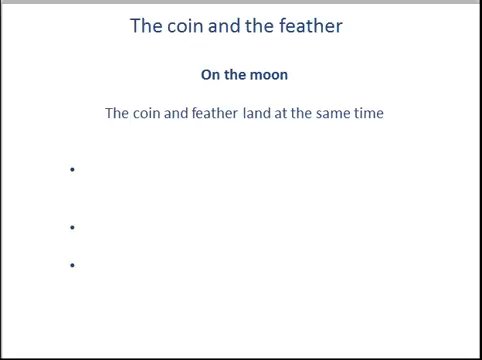 The coin and the feather
On the moon
The coin and feather land at the same time